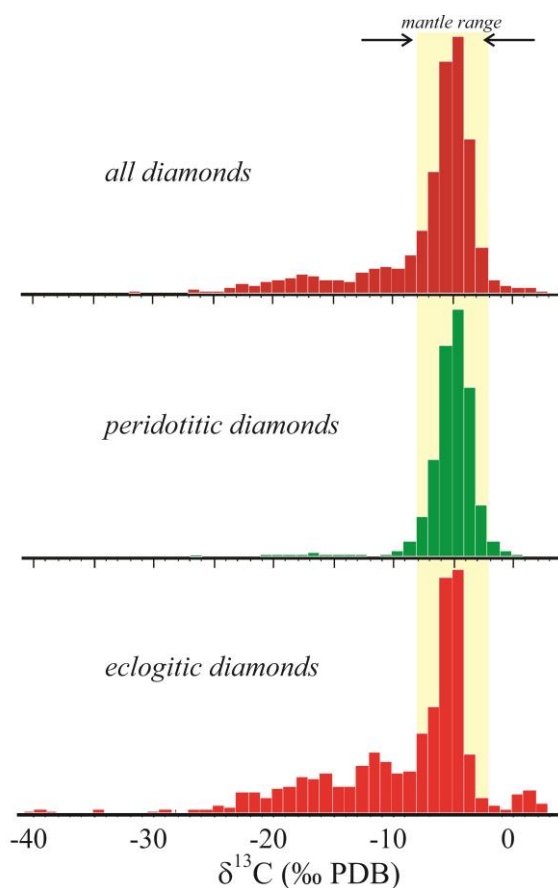 mantle range
all diamonds
peridotitic diamonds
eclogitic diamonds
-40 -30 -20 -10 0
δ¹³C (‰ PDB)